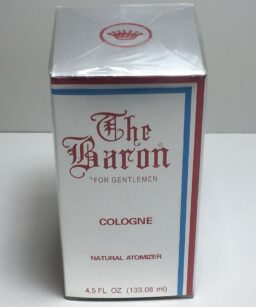 The
Baron
FOR GENTLEMEN
COLOGNE
NATURAL ATOMIZER
4.5 FL OZ (133.08 ml)